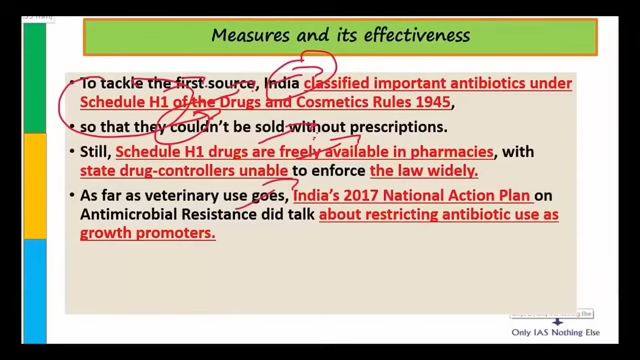 Measures and its effectiveness
• To tackle the first source, India classified important antibiotics under
Schedule H1 of the Drugs and Cosmetics Rules 1945,
• so that they couldn't be sold without prescriptions.
• Still, Schedule H1 drugs are freely available in pharmacies, with
state drug-controllers unable to enforce the law widely.
• As far as veterinary use goes, India's 2017 National Action Plan on
Antimicrobial Resistance did talk about restricting antibiotic use as
growth promoters.
Only IAS Nothing Else